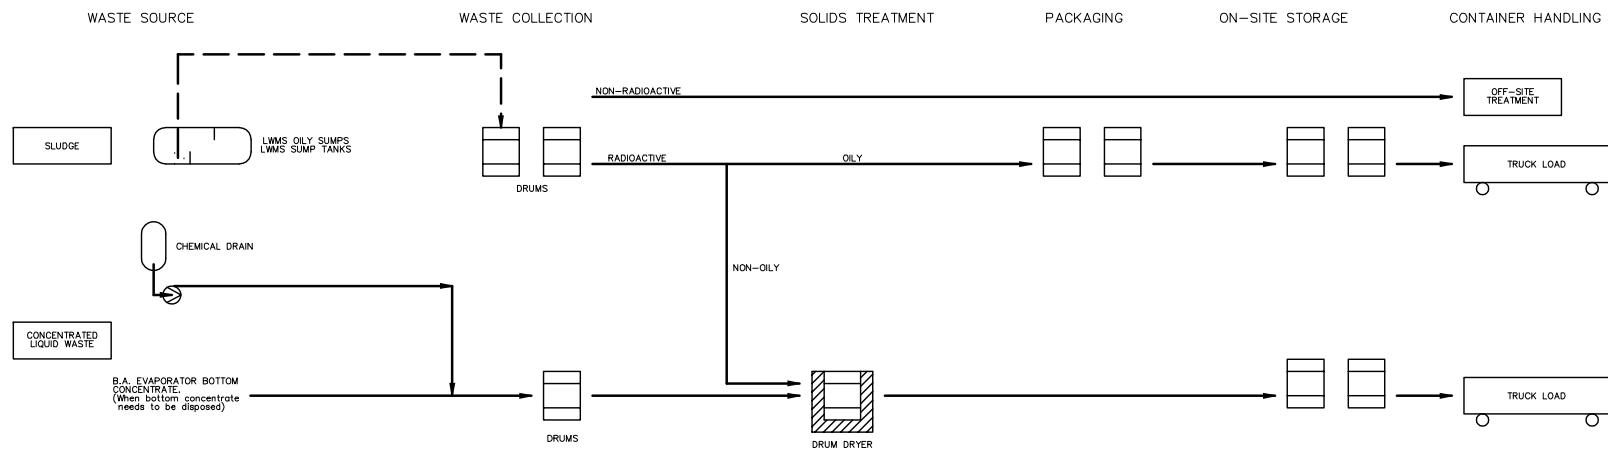 WASTE SOURCE
WASTE COLLECTION
SOLIDS TREATMENT
PACKAGING
ON-SITE STORAGE
CONTAINER HANDLING
NON-RADIOACTIVE
OFF-SITE
TREATMENT
SLUDGE
LWMS OILY SUMPS
LWMS SUMP TANKS
DRUMS
RADIOACTIVE
OILY
TRUCK LOAD
CHEMICAL DRAIN
NON-OILY
CONCENTRATED
LIQUID WASTE
B.A. EVAPORATOR BOTTOM
CONCENTRATE.
(When bottom concentrate
needs to be disposed)
DRUMS
DRUM DRYER
TRUCK LOAD